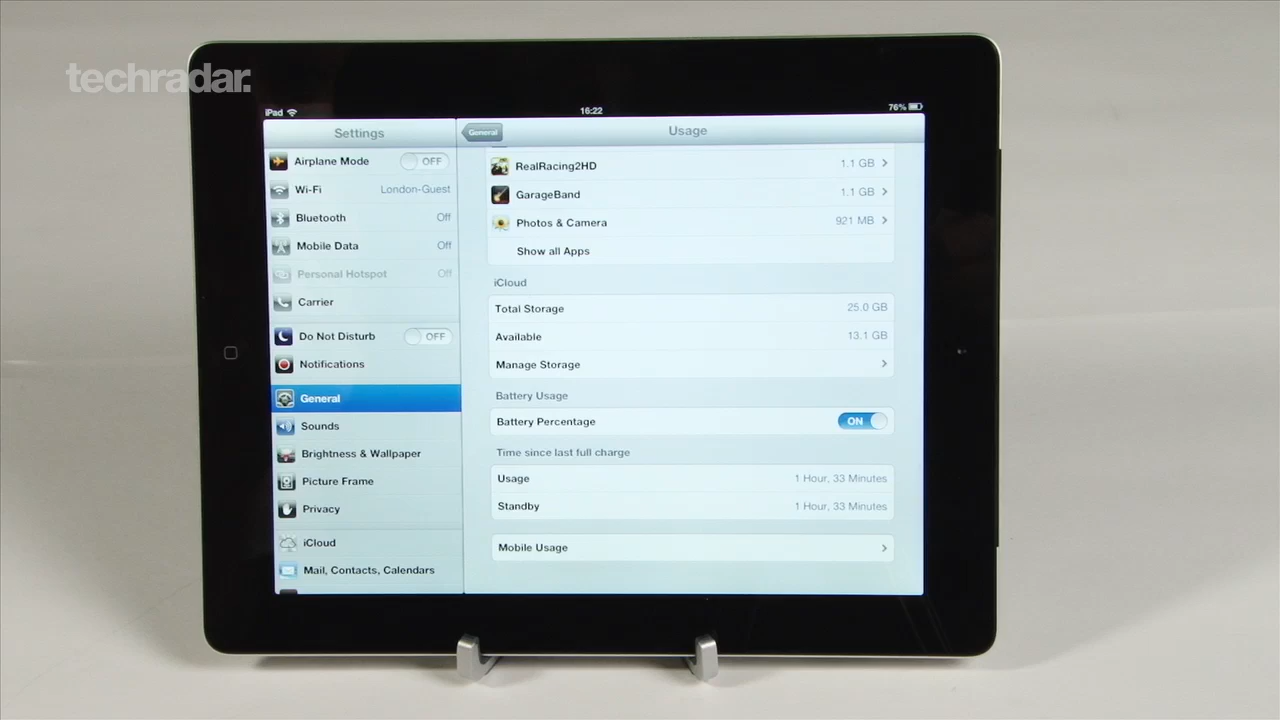 techradar.
iPad 16:22 76%
Settings
Airplane Mode OFF
Wi-Fi London-Guest
Bluetooth Off
Mobile Data Off
Personal Hotspot Off
Carrier
Do Not Disturb OFF
Notifications
General
Sounds
Brightness & Wallpaper
Picture Frame
Privacy
iCloud
Mail, Contacts, Calendars
General Usage
RealRacing2HD 1.1 GB
GarageBand 1.1 GB
Photos & Camera 921 MB
Show all Apps
iCloud
Total Storage 25.0 GB
Available 13.1 GB
Manage Storage
Battery Usage
Battery Percentage ON
Time since last full charge
Usage 1 Hour, 33 Minutes
Standby 1 Hour, 33 Minutes
Mobile Usage